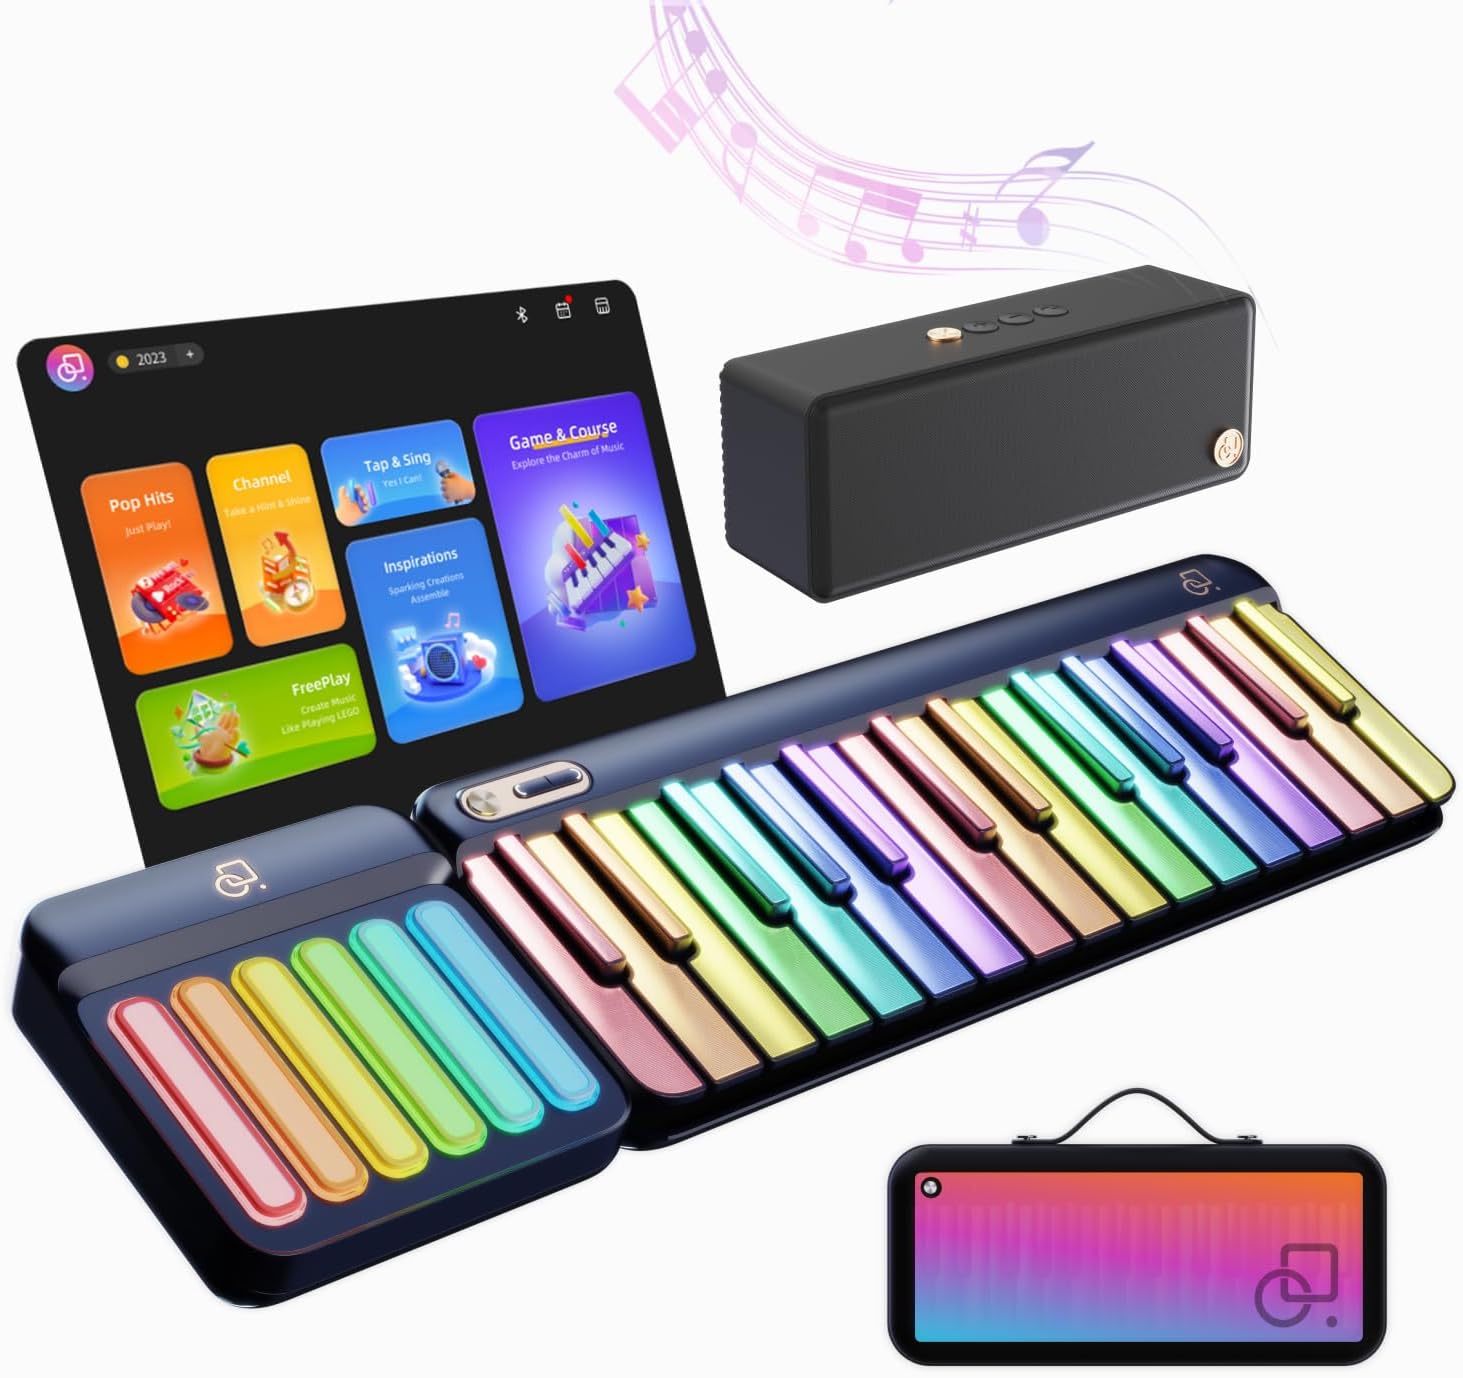 2023 +
Pop Hits
Just Play!
Channel
Take a Hint & Shine
Tap & Sing
Yes I Can!
Game & Course
Explore the Charm of Music
Inspirations
Sparking Creations
Assemble
FreePlay
Create Music
Like Playing LEGO
Rock